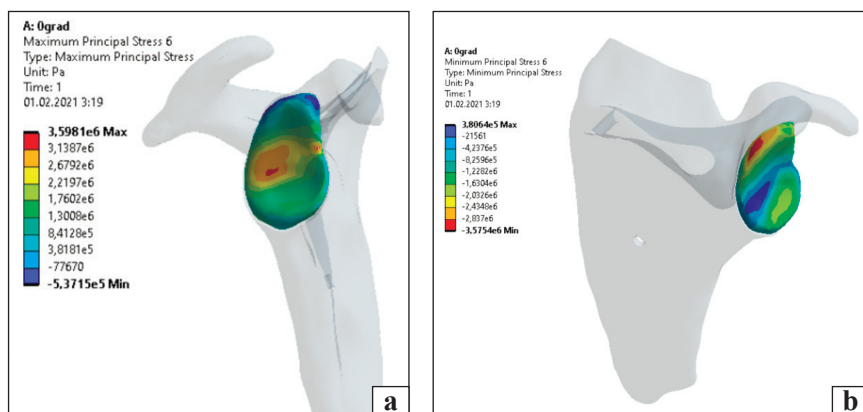 A: 0grad
Maximum Principal Stress 6
Type: Maximum Principal Stress
Unit: Pa
Time: 1
01.02.2021 3:19
3,5981e6 Max
3,1387e6
2,6792e6
2,2197e6
1,7602e6
1,3008e6
8,4128e5
3,8181e5
-77670
-5,3715e5 Min
a
A: 0grad
Minimum Principal Stress 6
Type: Minimum Principal Stress
Unit: Pa
Time: 1
01.02.2021 3:19
3,8064e5 Max
-21561
-4,2376e5
-8,2596e5
-1,2282e6
-1,6304e6
-2,0326e6
-2,4348e6
-2,837e6
-3,5754e6 Min
b